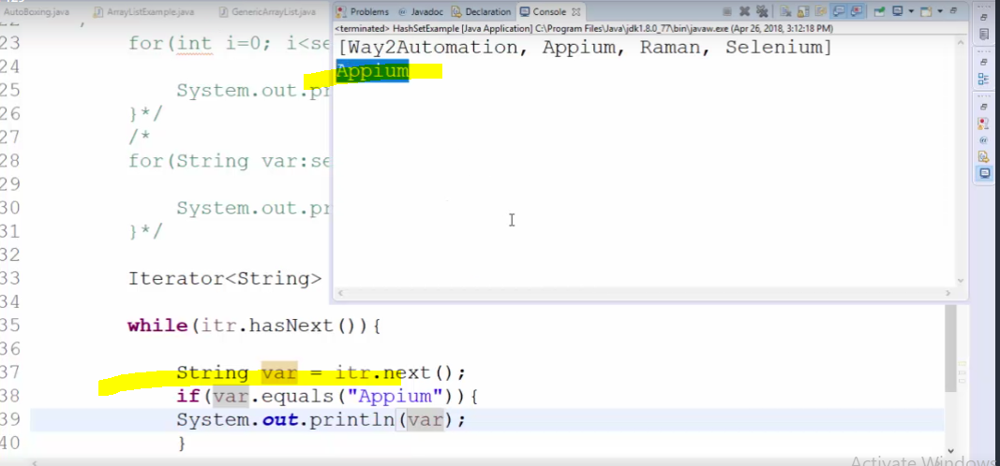 AutoBoxing.java ArrayListExample.java GenericArrayList.java
Problems @ Javadoc Declaration Console
<terminated> HashSetExample [Java Application] C:\Program Files\Java\jdk1.8.0_77\bin\javaw.exe (Apr 26, 2018, 3:12:18 PM)
[Way2Automation, Appium, Raman, Selenium]
Appium
23 for(int i=0; i<se
24
25 System.out.pr
26 }*/
27 /*
28 for(String var:se
29
30 System.out.pr
31 }*/
32
33 Iterator<String>
34
35 while(itr.hasNext()){
36
37 String var = itr.next();
38 if(var.equals("Appium")){
39 System.out.println(var);
40 }
Activate Windows